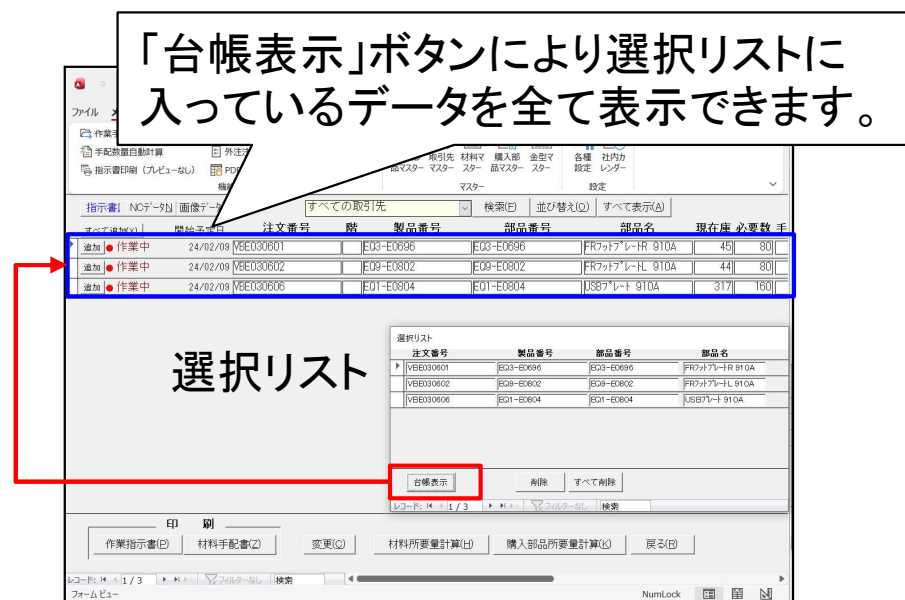 「台帳表示」ボタンにより選択リストに
入っているデータを全て表示できます。
ファイル
手配数量自動計算
指示書印刷 (プレビューなし)
取引先 材料マ 購入部 金型マ 各種 社内カ
品マスター マスター スター 品マスター スター 設定 レンダー
マスター 設定
指示書 NCデータN 画像データ すべての取引先 検索(F) 並び替え(O) すべて表示(A)
開始予定日 注文番号 階 製品番号 部品番号 部品名 現在庫 必要数 手
追加 作業中 24/02/09 VBE030601 EQ3-E0696 EQ3-E0696 FRフットプレートR 910A 45 80
追加 作業中 24/02/09 VBE030602 EQ9-E0802 EQ9-E0802 FRフットプレートL 910A 44 80
追加 作業中 24/02/09 VBE030606 EQ1-E0804 EQ1-E0804 USBプレート 910A 317 160
選択リスト
選択リスト
注文番号 製品番号 部品番号 部品名
VBE030601 EQ3-E0696 EQ3-E0696 FRフットプレートR 910A
VBE030602 EQ9-E0802 EQ9-E0802 FRフットプレートL 910A
VBE030606 EQ1-E0804 EQ1-E0804 USBプレート 910A
台帳表示 削除 すべて削除
レコード: 1 / 3 フィルターなし 検索
印 刷
作業指示書(P) 材料手配書(Z) 変更(C) 材料所要量計算(H) 購入部品所要量計算(K) 戻る(R)
レコード: 1 / 3 フィルターなし 検索
フォーム ビュー NumLock